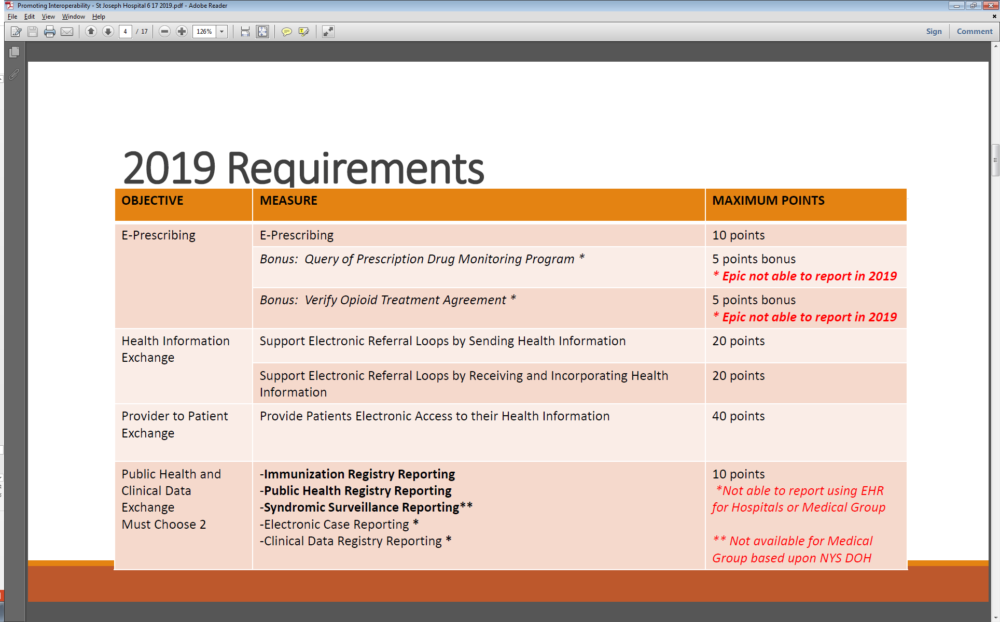 Promoting Interoperability - St Joseph Hospital 6 17 2019.pdf - Adobe Reader
File Edit View Window Help
4 / 17 126% Sign Comment
2019 Requirements
OBJECTIVE MEASURE MAXIMUM POINTS
E-Prescribing E-Prescribing 10 points
Bonus: Query of Prescription Drug Monitoring Program * 5 points bonus
* Epic not able to report in 2019
Bonus: Verify Opioid Treatment Agreement * 5 points bonus
* Epic not able to report in 2019
Health Information Support Electronic Referral Loops by Sending Health Information 20 points
Exchange
Support Electronic Referral Loops by Receiving and Incorporating Health 20 points
Information
Provider to Patient Provide Patients Electronic Access to their Health Information 40 points
Exchange
Public Health and -Immunization Registry Reporting 10 points
Clinical Data -Public Health Registry Reporting *Not able to report using EHR
Exchange -Syndromic Surveillance Reporting** for Hospitals or Medical Group
Must Choose 2 -Electronic Case Reporting *
-Clinical Data Registry Reporting * ** Not available for Medical
Group based upon NYS DOH